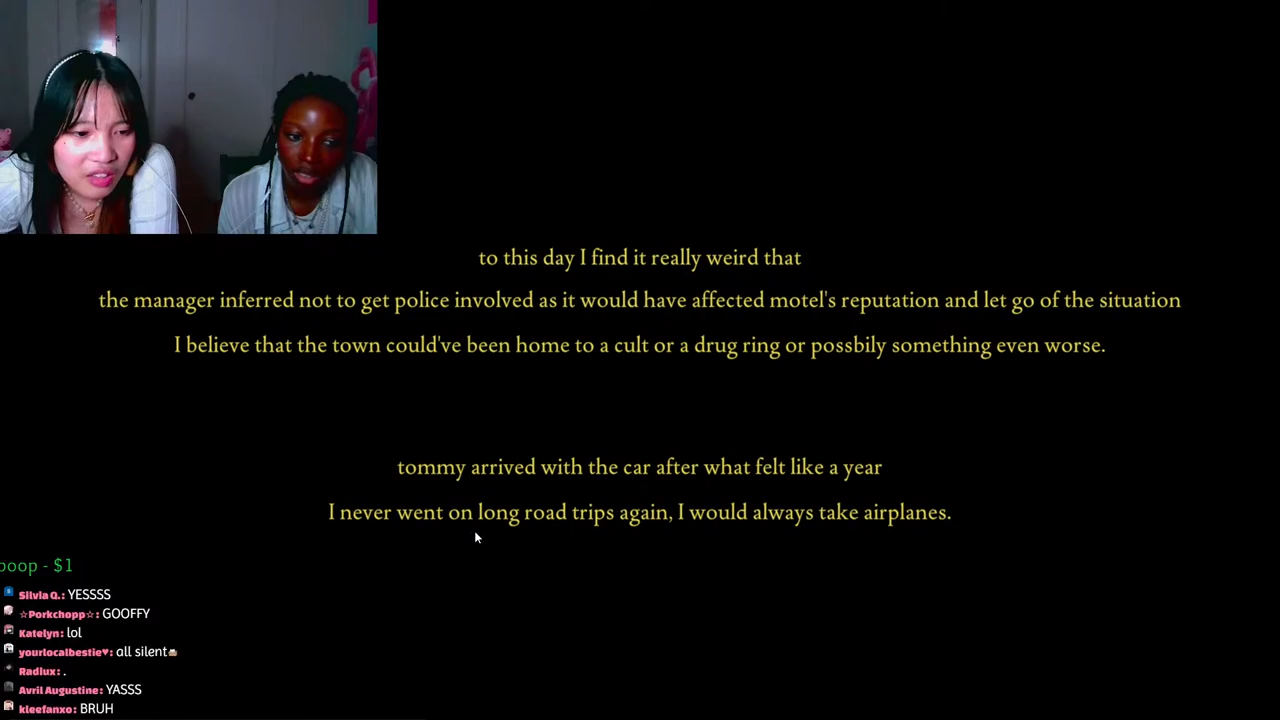 to this day I find it really weird that
the manager inferred not to get police involved as it would have affected motel's reputation and let go of the situation
I believe that the town could've been home to a cult or a drug ring or possbily something even worse.
tommy arrived with the car after what felt like a year
I never went on long road trips again, I would always take airplanes.
poop - $1
Silvia Q.: YESSSS
☆Porkchopp☆: GOOFFY
Katelyn: lol
yourlocalbestie♥: all silent
Radlux: .
Avril Augustine: YASSS
kleefanxo: BRUH